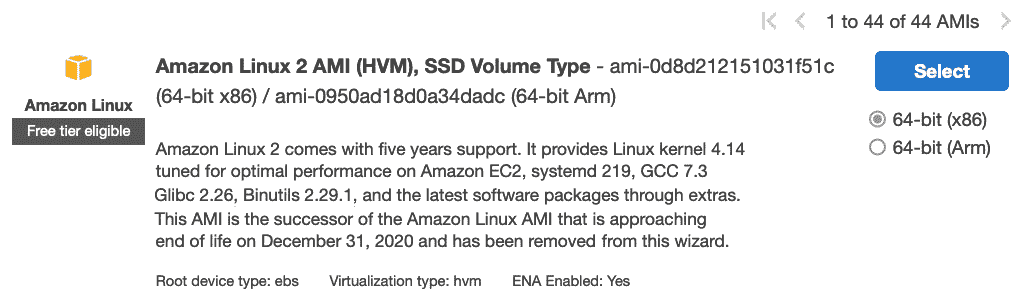 1 to 44 of 44 AMIs
Amazon Linux
Free tier eligible
Amazon Linux 2 AMI (HVM), SSD Volume Type - ami-0d8d212151031f51c
(64-bit x86) / ami-0950ad18d0a34dadc (64-bit Arm)
Amazon Linux 2 comes with five years support. It provides Linux kernel 4.14
tuned for optimal performance on Amazon EC2, systemd 219, GCC 7.3
Glibc 2.26, Binutils 2.29.1, and the latest software packages through extras.
This AMI is the successor of the Amazon Linux AMI that is approaching
end of life on December 31, 2020 and has been removed from this wizard.
Root device type: ebs Virtualization type: hvm ENA Enabled: Yes
Select
64-bit (x86)
64-bit (Arm)